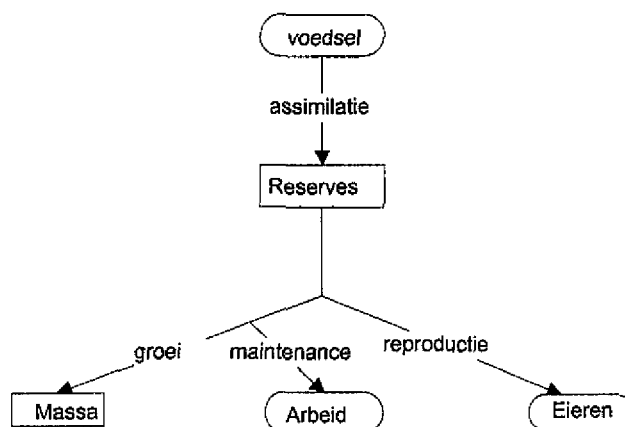 voedsel
assimilatie
Reserves
groei
maintenance
reproductie
Massa
Arbeid
Eieren